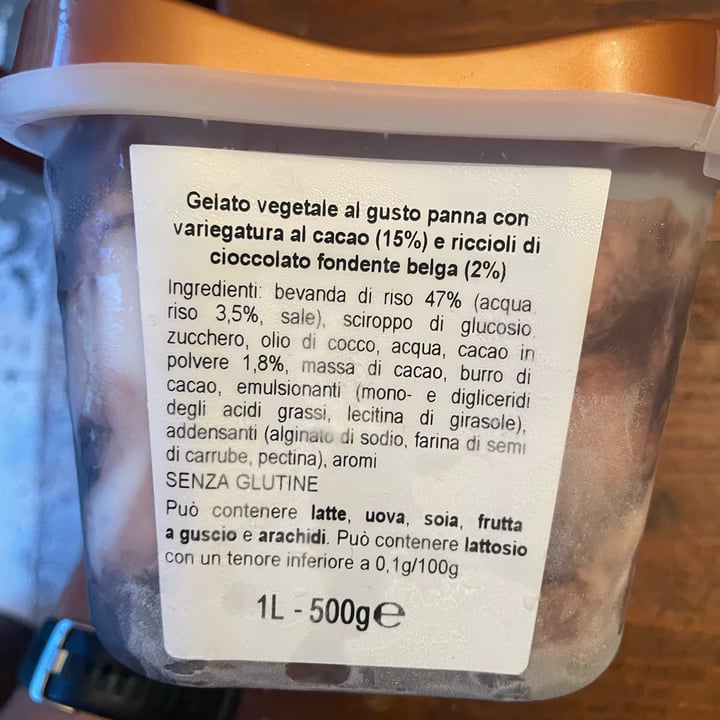 Gelato vegetale al gusto panna con
variegatura al cacao (15%) e riccioli di
cioccolato fondente belga (2%)
Ingredienti: bevanda di riso 47% (acqua
riso 3,5%, sale), sciroppo di glucosio,
zucchero, olio di cocco, acqua, cacao in
polvere 1,8%, massa di cacao, burro di
cacao, emulsionanti (mono- e digliceridi
degli acidi grassi, lecitina di girasole),
addensanti (alginato di sodio, farina di semi
di carrube, pectina), aromi
SENZA GLUTINE
Può contenere latte, uova, soia, frutta
a guscio e arachidi. Può contenere lattosio
con un tenore inferiore a 0,1g/100g
1L - 500g℮